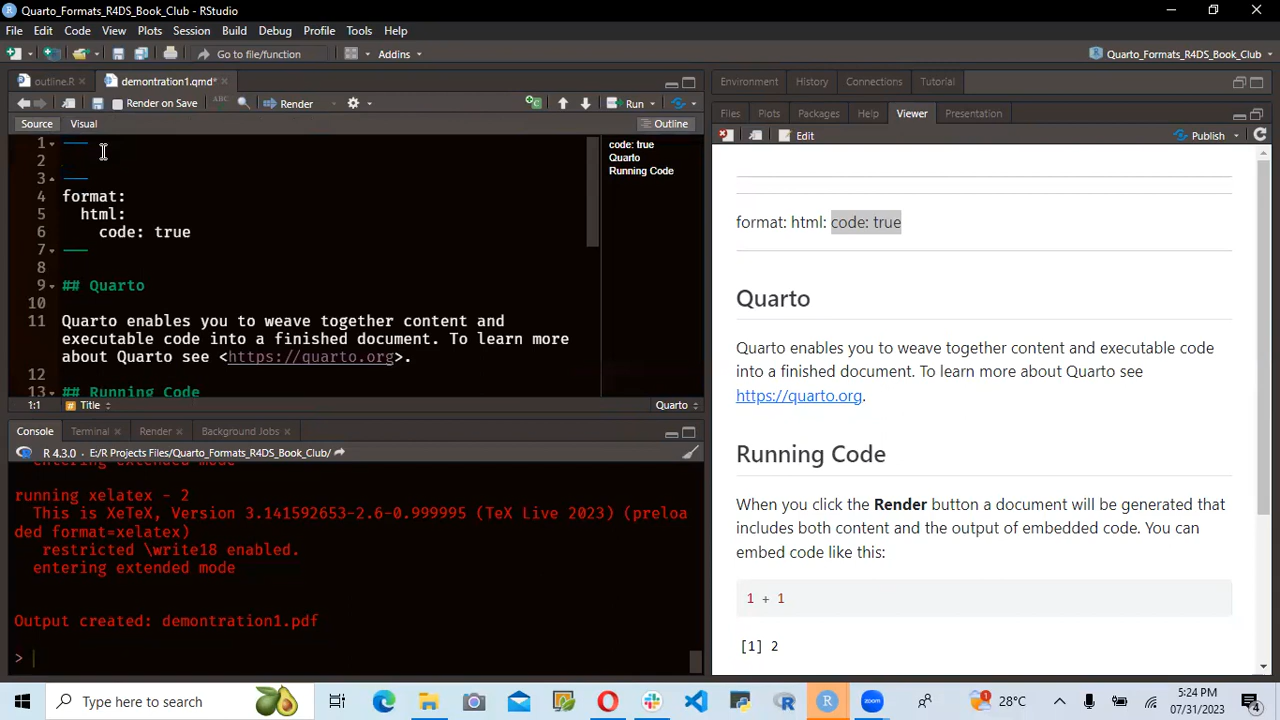 Quarto_Formats_R4DS_Book_Club - RStudio
File Edit Code View Plots Session Build Debug Profile Tools Help
Go to file/function Addins Quarto_Formats_R4DS_Book_Club
outline.R demontration1.qmd*
Render on Save ABC Render Run
Source Visual Outline
1 ---
2
3 ---
4 format:
5 html:
6 code: true
7 ---
8
9 ## Quarto
10
11 Quarto enables you to weave together content and
executable code into a finished document. To learn more
about Quarto see <https://quarto.org>.
12
13 ## Running Code
1:1 # Title Quarto
code: true
Quarto
Running Code
Console Terminal Render Background Jobs
R 4.3.0 . E:/R Projects Files/Quarto_Formats_R4DS_Book_Club/
entering extended mode
running xelatex - 2
This is XeTeX, Version 3.141592653-2.6-0.999995 (TeX Live 2023) (preloa
ded format=xelatex)
restricted \write18 enabled.
entering extended mode
Output created: demontration1.pdf
>
Environment History Connections Tutorial
Files Plots Packages Help Viewer Presentation
Edit Publish
format: html: code: true
Quarto
Quarto enables you to weave together content and executable code
into a finished document. To learn more about Quarto see
https://quarto.org.
Running Code
When you click the Render button a document will be generated that
includes both content and the output of embedded code. You can
embed code like this:
1 + 1
[1] 2
Type here to search
zoom
28°C
5:24 PM
07/31/2023
4